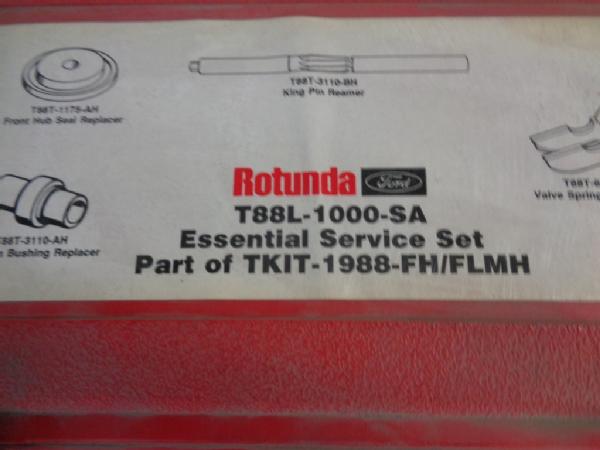 T88T-1175-AH
Front Hub Seal Replacer
T88T-3110-BH
King Pin Reamer
Rotunda Ford
T88L-1000-SA
Essential Service Set
Part of TKIT-1988-FH/FLMH
T88T-3110-AH
Bushing Replacer
Valve Spring